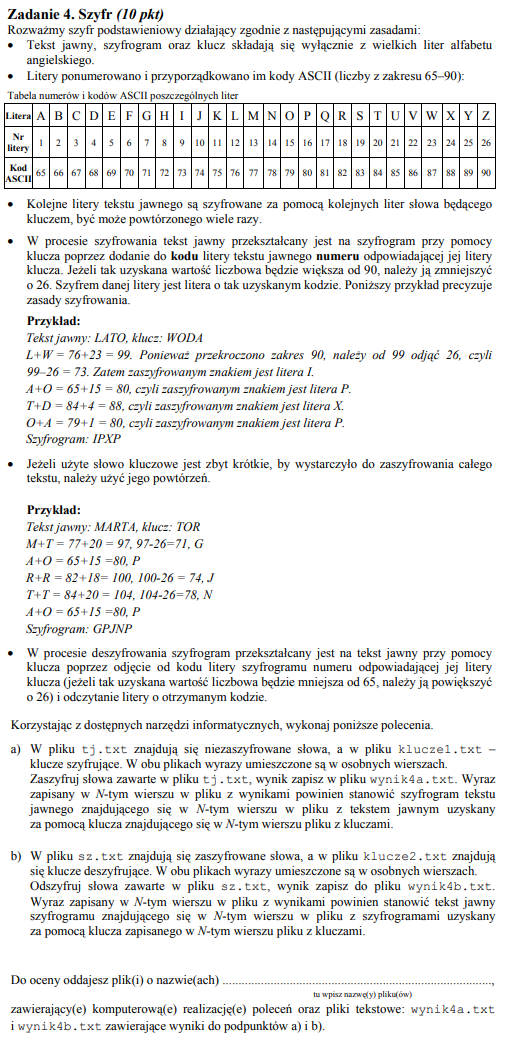 Zadanie 4. Szyfr (10 pkt)
Rozważmy szyfr podstawieniowy działający zgodnie z następującymi zasadami:
• Tekst jawny, szyfrogram oraz klucz składają się wyłącznie z wielkich liter alfabetu
angielskiego.
• Litery ponumerowano i przyporządkowano im kody ASCII (liczby z zakresu 65–90):
Tabela numerów i kodów ASCII poszczególnych liter
Litera A B C D E F G H I J K L M N O P Q R S T U V W X Y Z
Nr litery 1 2 3 4 5 6 7 8 9 10 11 12 13 14 15 16 17 18 19 20 21 22 23 24 25 26
Kod ASCII 65 66 67 68 69 70 71 72 73 74 75 76 77 78 79 80 81 82 83 84 85 86 87 88 89 90
• Kolejne litery tekstu jawnego są szyfrowane za pomocą kolejnych liter słowa będącego
kluczem, być może powtórzonego wiele razy.
• W procesie szyfrowania tekst jawny przekształcany jest na szyfrogram przy pomocy
klucza poprzez dodanie do kodu litery tekstu jawnego numeru odpowiadającej jej litery
klucza. Jeżeli tak uzyskana wartość liczbowa będzie większa od 90, należy ją zmniejszyć
o 26. Szyfrem danej litery jest litera o tak uzyskanym kodzie. Poniższy przykład precyzuje
zasady szyfrowania.
Przykład:
Tekst jawny: LATO, klucz: WODA
L+W = 76+23 = 99. Ponieważ przekroczono zakres 90, należy od 99 odjąć 26, czyli
99–26 = 73. Zatem zaszyfrowanym znakiem jest litera I.
A+O = 65+15 = 80, czyli zaszyfrowanym znakiem jest litera P.
T+D = 84+4 = 88, czyli zaszyfrowanym znakiem jest litera X.
O+A = 79+1 = 80, czyli zaszyfrowanym znakiem jest litera P.
Szyfrogram: IPXP
• Jeżeli użyte słowo kluczowe jest zbyt krótkie, by wystarczyło do zaszyfrowania całego
tekstu, należy użyć jego powtórzeń.
Przykład:
Tekst jawny: MARTA, klucz: TOR
M+T = 77+20 = 97, 97-26=71, G
A+O = 65+15 =80, P
R+R = 82+18= 100, 100-26 = 74, J
T+T = 84+20 = 104, 104-26=78, N
A+O = 65+15 =80, P
Szyfrogram: GPJNP
• W procesie deszyfrowania szyfrogram przekształcany jest na tekst jawny przy pomocy
klucza poprzez odjęcie od kodu litery szyfrogramu numeru odpowiadającej jej litery
klucza (jeżeli tak uzyskana wartość liczbowa będzie mniejsza od 65, należy ją powiększyć
o 26) i odczytanie litery o otrzymanym kodzie.
Korzystając z dostępnych narzędzi informatycznych, wykonaj poniższe polecenia.
a) W pliku tj.txt znajdują się niezaszyfrowane słowa, a w pliku klucze1.txt –
klucze szyfrujące. W obu plikach wyrazy umieszczone są w osobnych wierszach.
Zaszyfruj słowa zawarte w pliku tj.txt, wynik zapisz w pliku wynik4a.txt. Wyraz
zapisany w N-tym wierszu w pliku z wynikami powinien stanowić szyfrogram tekstu
jawnego znajdującego się w N-tym wierszu w pliku z tekstem jawnym uzyskany
za pomocą klucza znajdującego się w N-tym wierszu pliku z kluczami.
b) W pliku sz.txt znajdują się zaszyfrowane słowa, a w pliku klucze2.txt znajdują
się klucze deszyfrujące. W obu plikach wyrazy umieszczone są w osobnych wierszach.
Odszyfruj słowa zawarte w pliku sz.txt, wynik zapisz do pliku wynik4b.txt.
Wyraz zapisany w N-tym wierszu w pliku z wynikami powinien stanowić tekst jawny
szyfrogramu znajdującego się w N-tym wierszu w pliku z szyfrogramami uzyskany
za pomocą klucza zapisanego w N-tym wierszu pliku z kluczami.
Do oceny oddajesz plik(i) o nazwie(ach) ....................................................................................,
tu wpisz nazwę(y) pliku(ów)
zawierający(e) komputerową(e) realizację(e) poleceń oraz pliki tekstowe: wynik4a.txt
i wynik4b.txt zawierające wyniki do podpunktów a) i b).